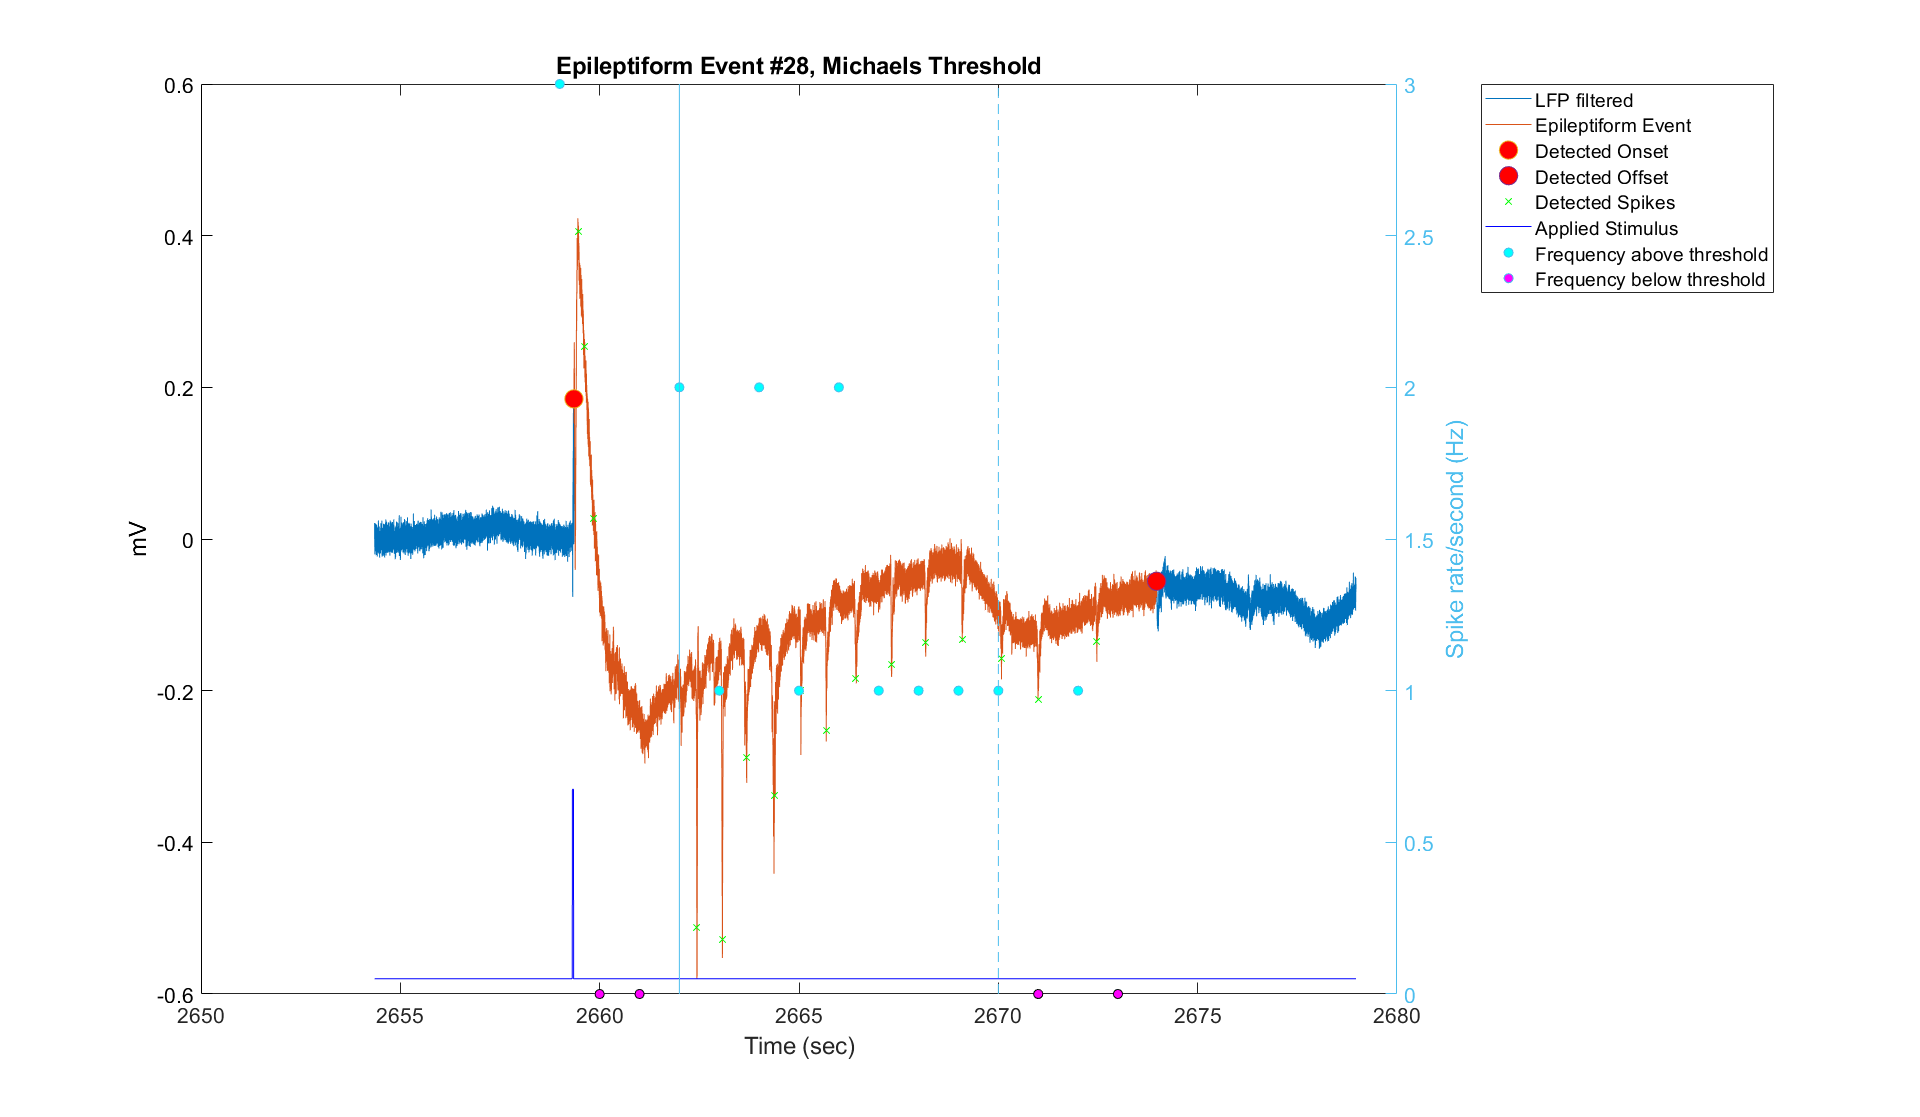 Epileptiform Event #28, Michaels Threshold
0.6
0.4
0.2
0
-0.2
-0.4
-0.6
mV
2650
2655
2660
2665
2670
2675
2680
Time (sec)
3
2.5
2
1.5
1
0.5
0
Spike rate/second (Hz)
LFP filtered
Epileptiform Event
Detected Onset
Detected Offset
Detected Spikes
Applied Stimulus
Frequency above threshold
Frequency below threshold